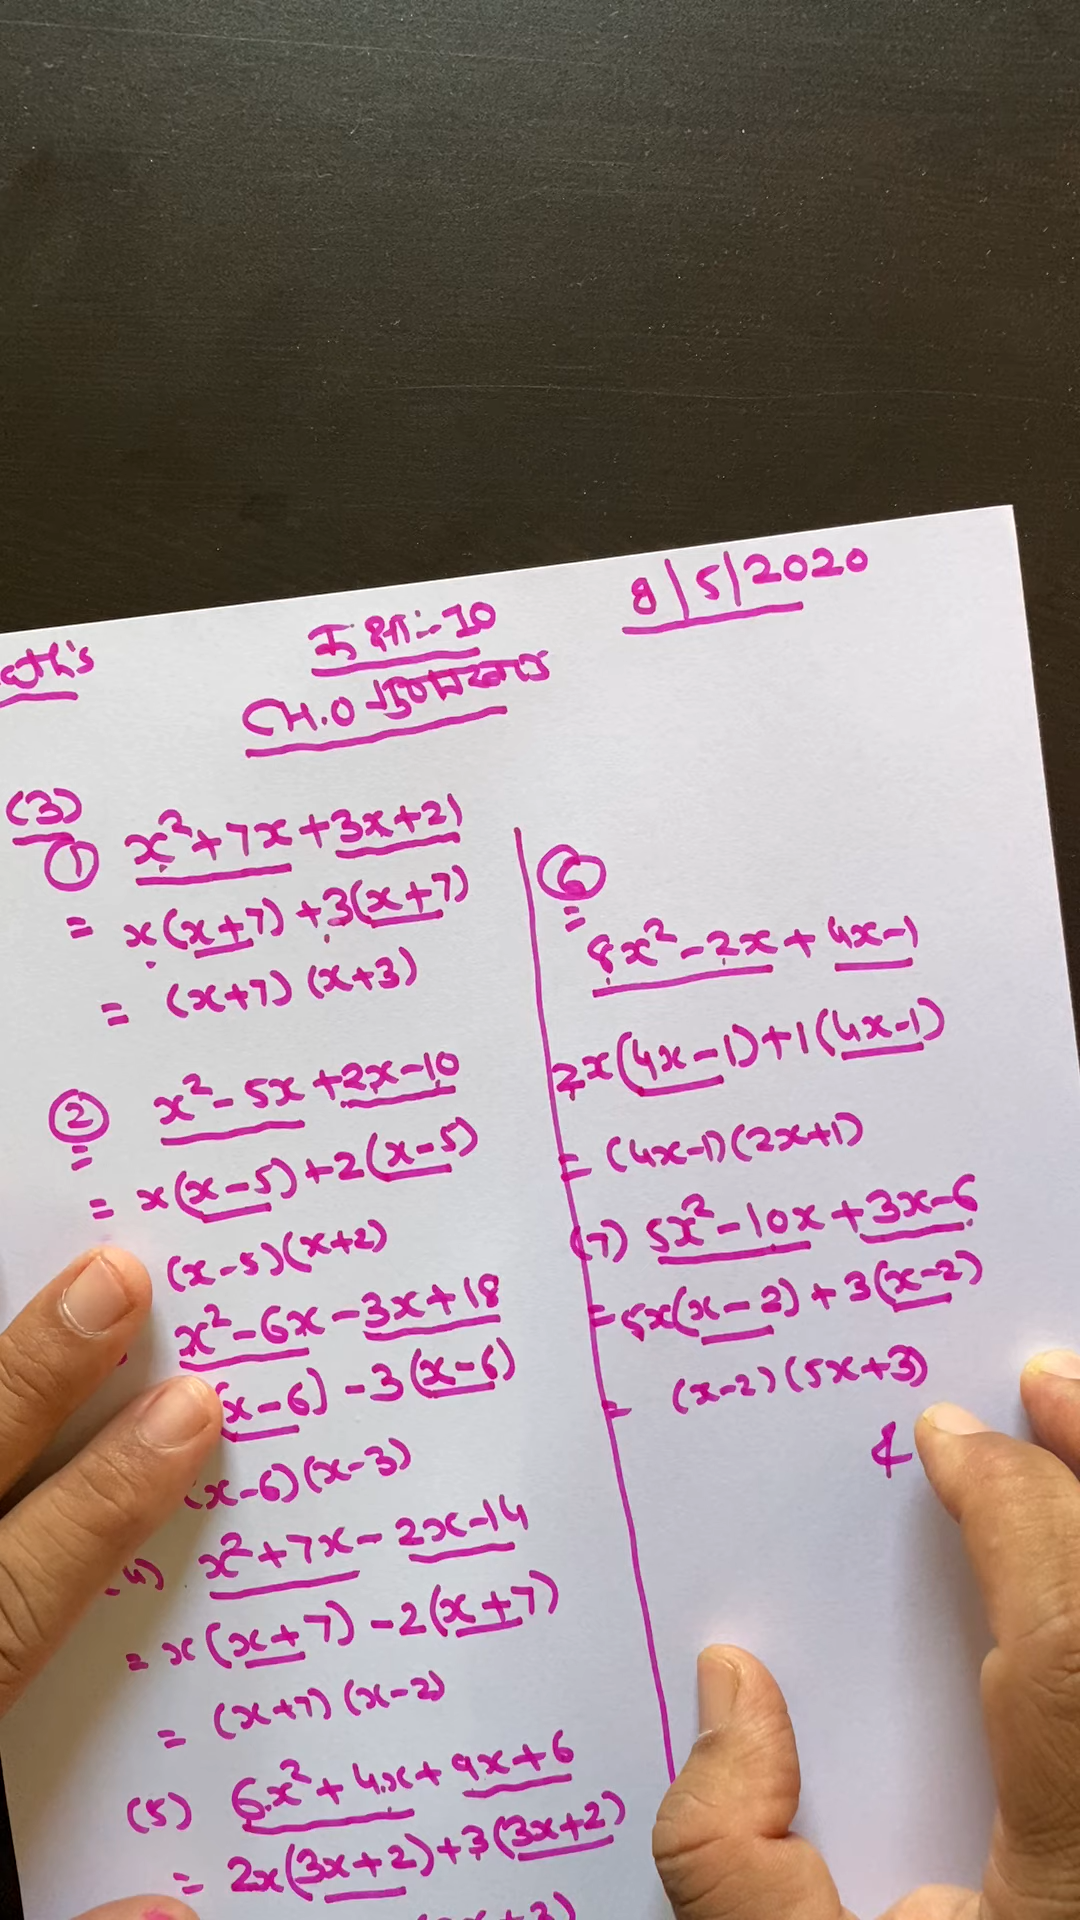 8/5/2020
:-10
CH.0
(3)
① x²+7x+3x+21
= x(x+7)+3(x+7)
= (x+7)(x+3)
② x²-5x+2x-10
= x(x-5)+2(x-5)
(x-5)(x+2)
x²-6x-3x+18
(x-6)-3(x-6)
(x-6)(x-3)
(4) x²+7x-2x-14
= x(x+7)-2(x+7)
= (x+7)(x-2)
(5) 6x²+4x+9x+6
= 2x(3x+2)+3(3x+2)
⑥
=
8x²-2x+4x-1
2x(4x-1)+1(4x-1)
= (4x-1)(2x+1)
(7) 5x²-10x+3x-6
= 5x(x-2)+3(x-2)
= (x-2)(5x+3)